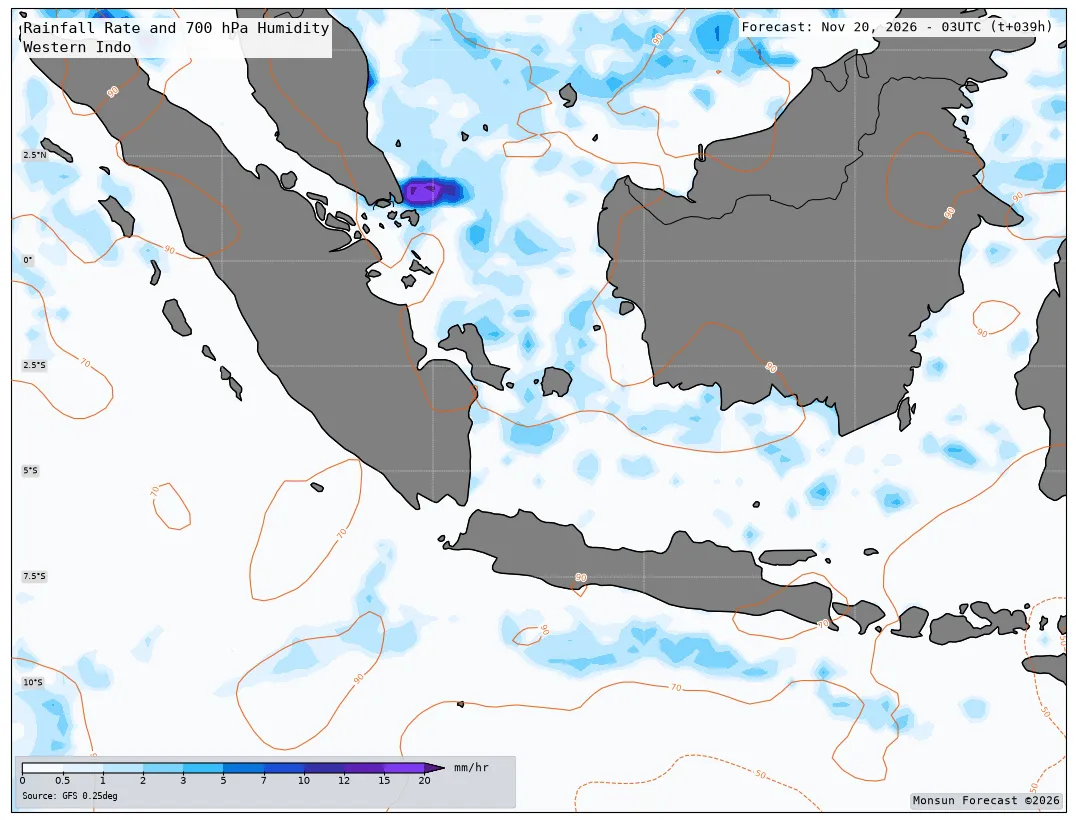 Rainfall Rate and 700 hPa Humidity
Western Indo
Forecast: Nov 20, 2026 - 03UTC (t+039h)
90
90
2.5°N
90
90
90
0°
90
70
2.5°S
90
5°S
70
70
7.5°S
90
70
90
50
90
10°S
70
50
50
50
mm/hr
0 0.5 1 2 3 5 7 10 12 15 20
Source: GFS 0.25deg
Monsun Forecast ©2026